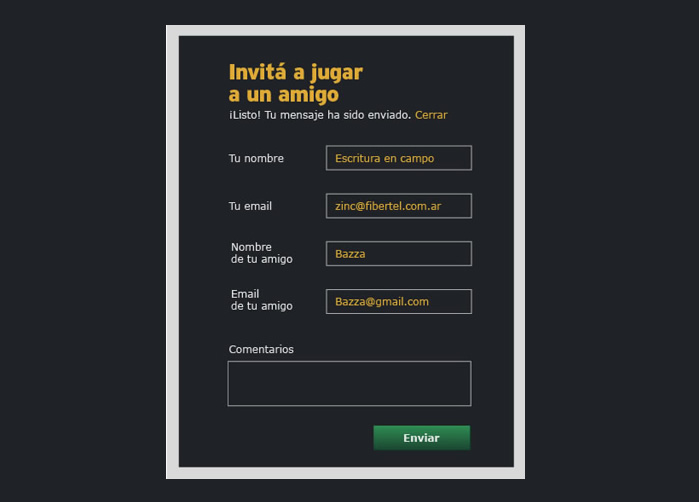 Invitá a jugar
a un amigo
¡Listo! Tu mensaje ha sido enviado. Cerrar
Tu nombre Escritura en campo
Tu email zinc@fibertel.com.ar
Nombre
de tu amigo
Bazza
Email
de tu amigo
Bazza@gmail.com
Comentarios
Enviar